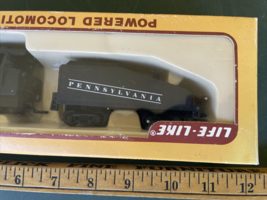 POWERED LOCOMOTI
PENNSYLVANIA
LIFE-LIKE®
6 7 8 9 10 11 12